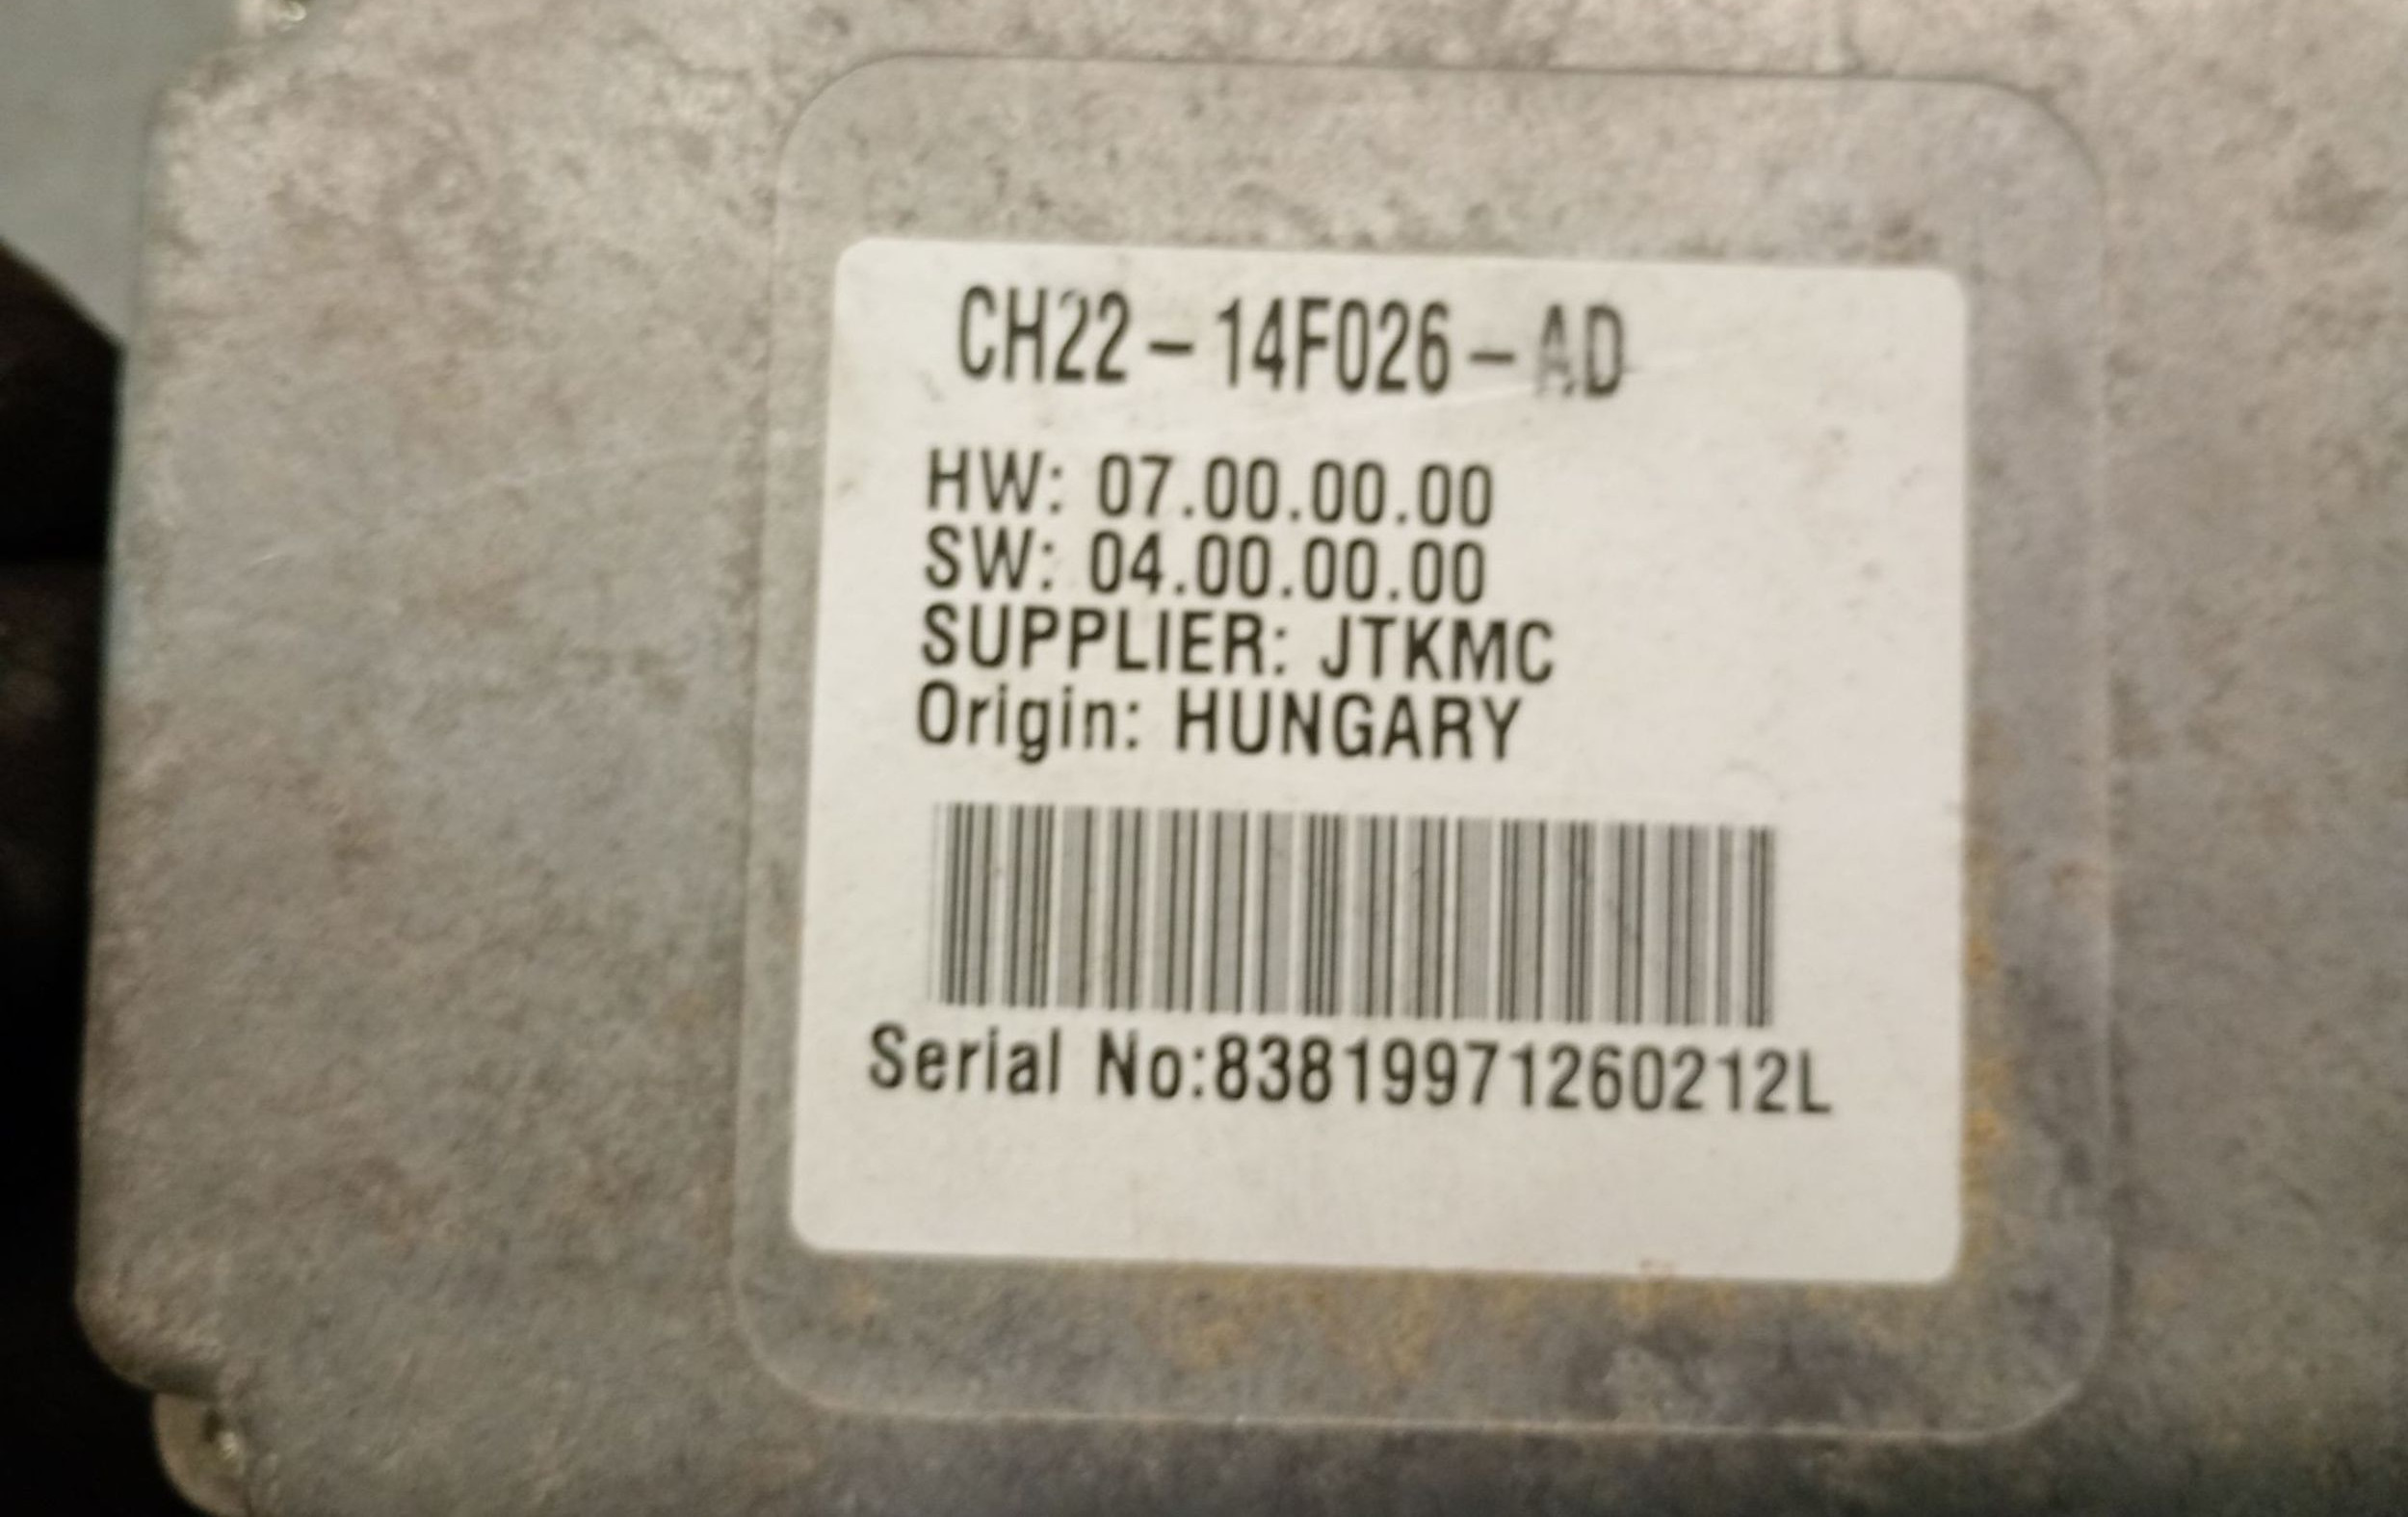 CH22-14F026-AD
HW: 07.00.00.00
SW: 04.00.00.00
SUPPLIER: JTKMC
Origin: HUNGARY
Serial No:83819971260212L